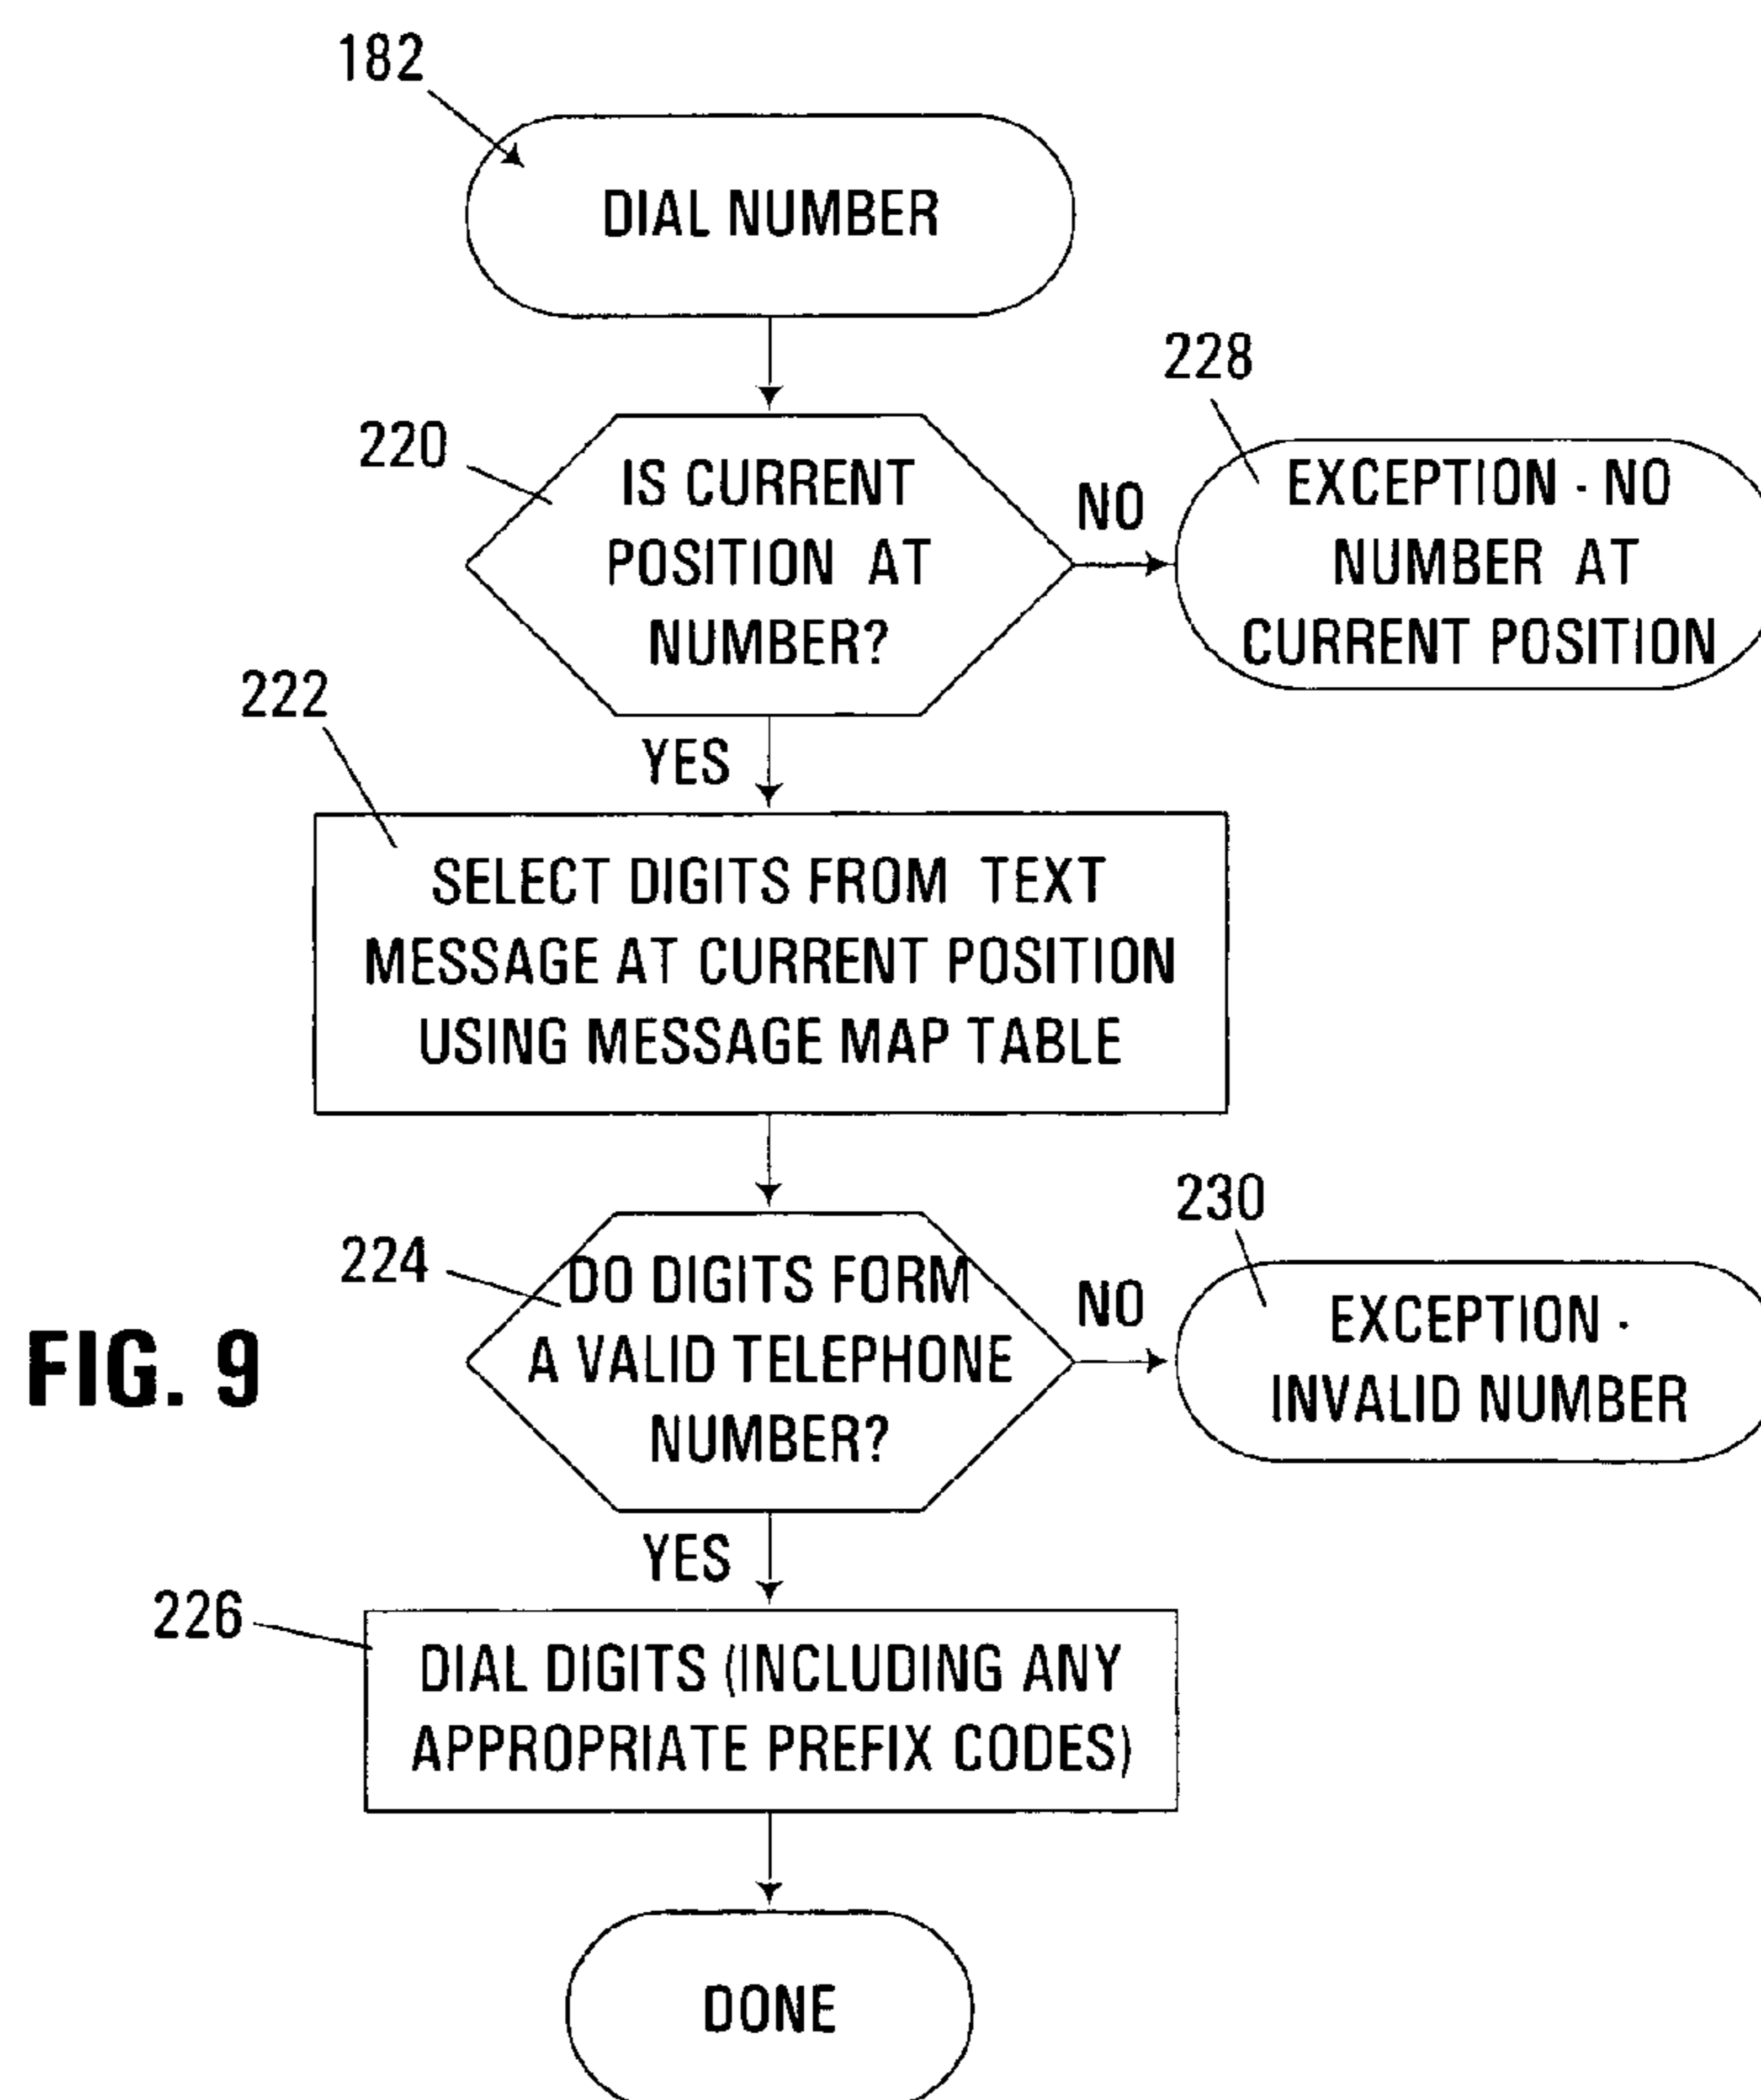 182
DIAL NUMBER
228
220
IS CURRENT
POSITION AT
NUMBER?
NO
EXCEPTION - NO
NUMBER AT
CURRENT POSITION
222
YES
SELECT DIGITS FROM TEXT
MESSAGE AT CURRENT POSITION
USING MESSAGE MAP TABLE
230
224
DO DIGITS FORM
A VALID TELEPHONE
NUMBER?
NO
EXCEPTION -
INVALID NUMBER
FIG. 9
YES
226
DIAL DIGITS (INCLUDING ANY
APPROPRIATE PREFIX CODES)
DONE